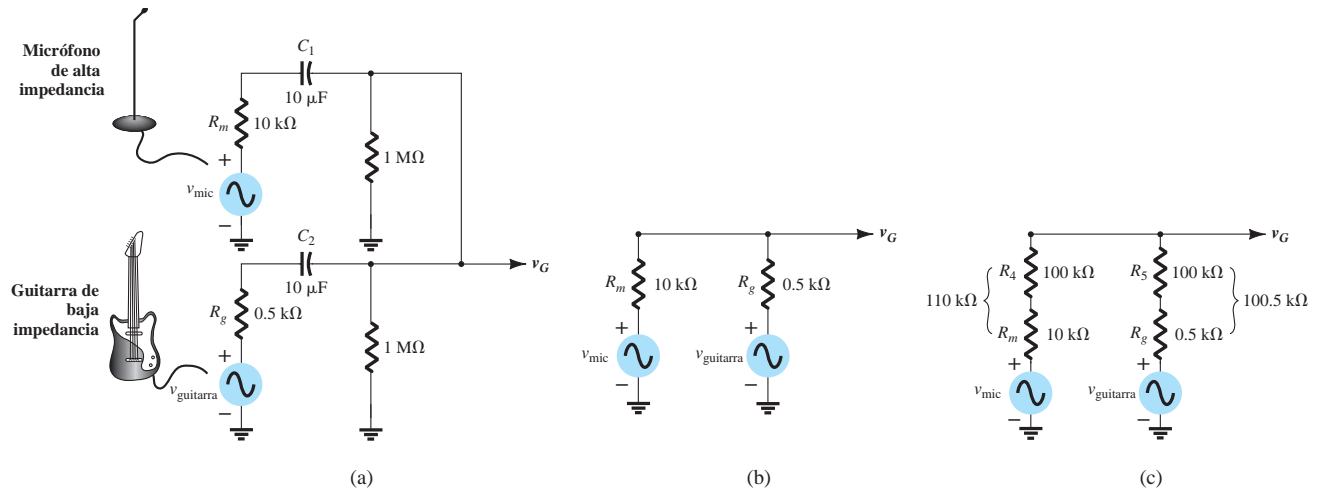 Micrófono
de alta
impedancia
C1
10 μF
Rm
10 kΩ
1 MΩ
+
vmic
−
Guitarra de
baja
impedancia
C2
10 μF
vG
Rg
0.5 kΩ
1 MΩ
+
vguitarra
−
(a)
vG
Rm
10 kΩ
Rg
0.5 kΩ
+
vmic
−
+
vguitarra
−
(b)
vG
R4
100 kΩ
R5
100 kΩ
110 kΩ
100.5 kΩ
Rm
10 kΩ
Rg
0.5 kΩ
+
vmic
−
+
vguitarra
−
(c)